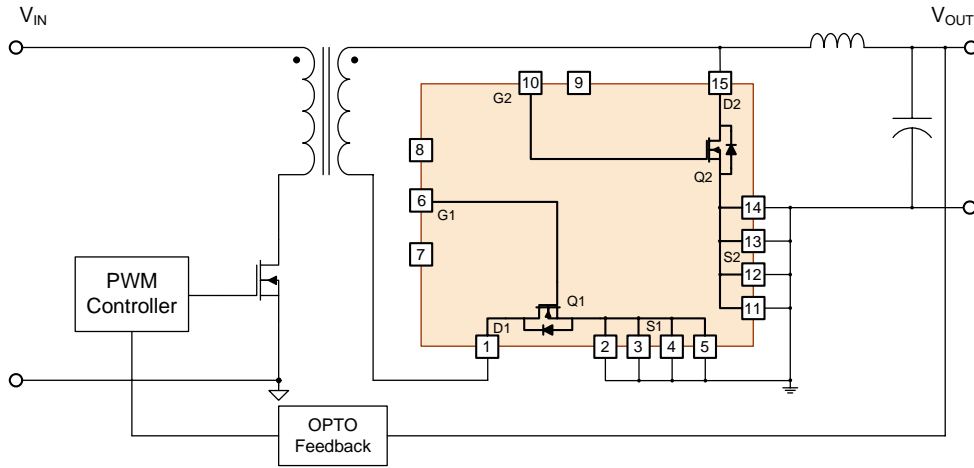 VIN
VOUT
10
9
15
G2
D2
8
Q2
6
14
G1
13
7
S2
12
PWM
Controller
Q1
11
D1
S1
1
2
3
4
5
OPTO
Feedback